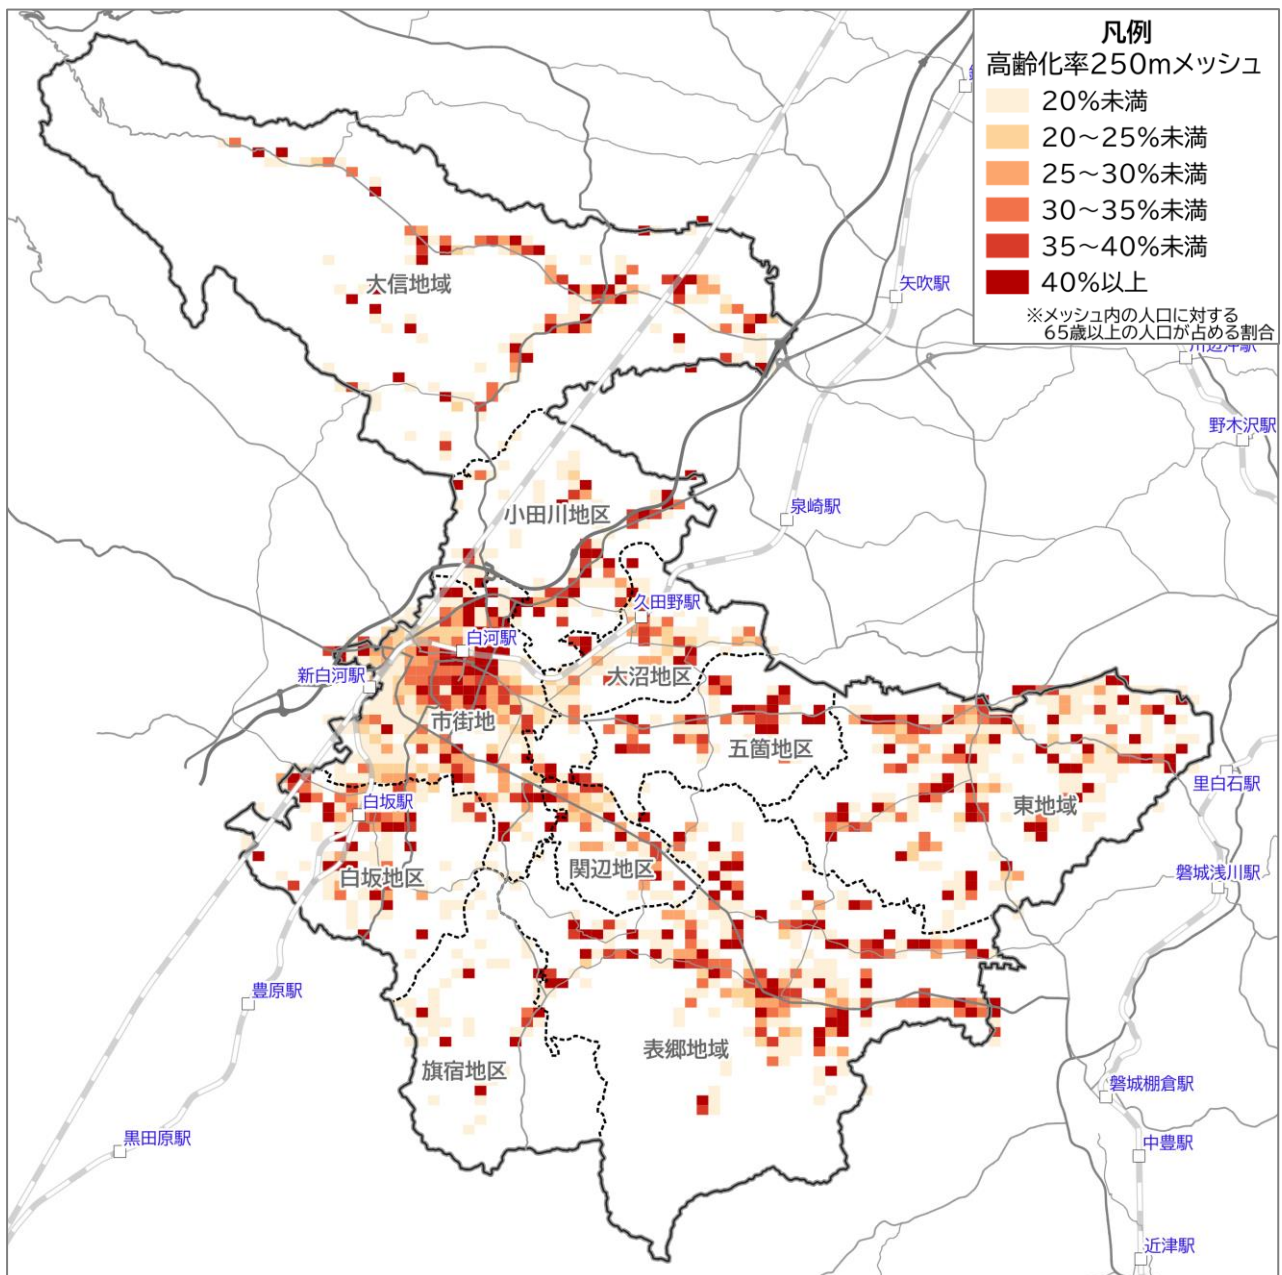 凡例
高齢化率250mメッシュ
20%未満
20～25%未満
25～30%未満
30～35%未満
35～40%未満
40%以上
※メッシュ内の人口に対する
65歳以上の人口が占める割合
矢吹駅
大信地域
野木沢駅
泉崎駅
小田川地区
久田野駅
白河駅
新白河駅
大沼地区
市街地
五箇地区
里白石駅
白坂駅
東地域
関辺地区
白坂地区
磐城浅川駅
豊原駅
表郷地域
旗宿地区
磐城棚倉駅
黒田原駅
中豊駅
近津駅